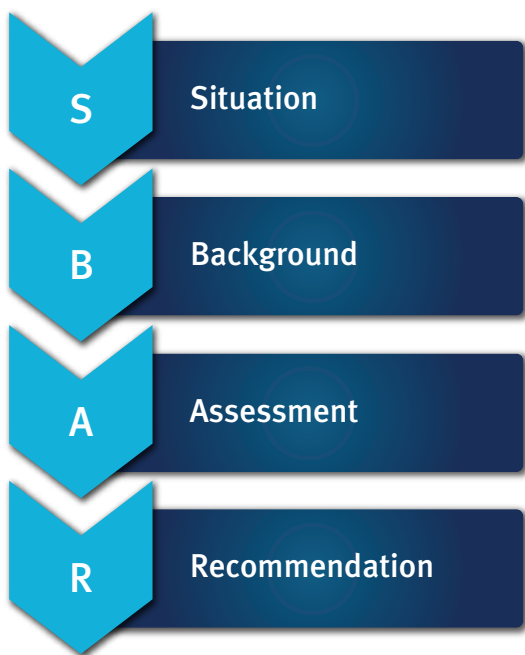 S Situation
B Background
A Assessment
R Recommendation